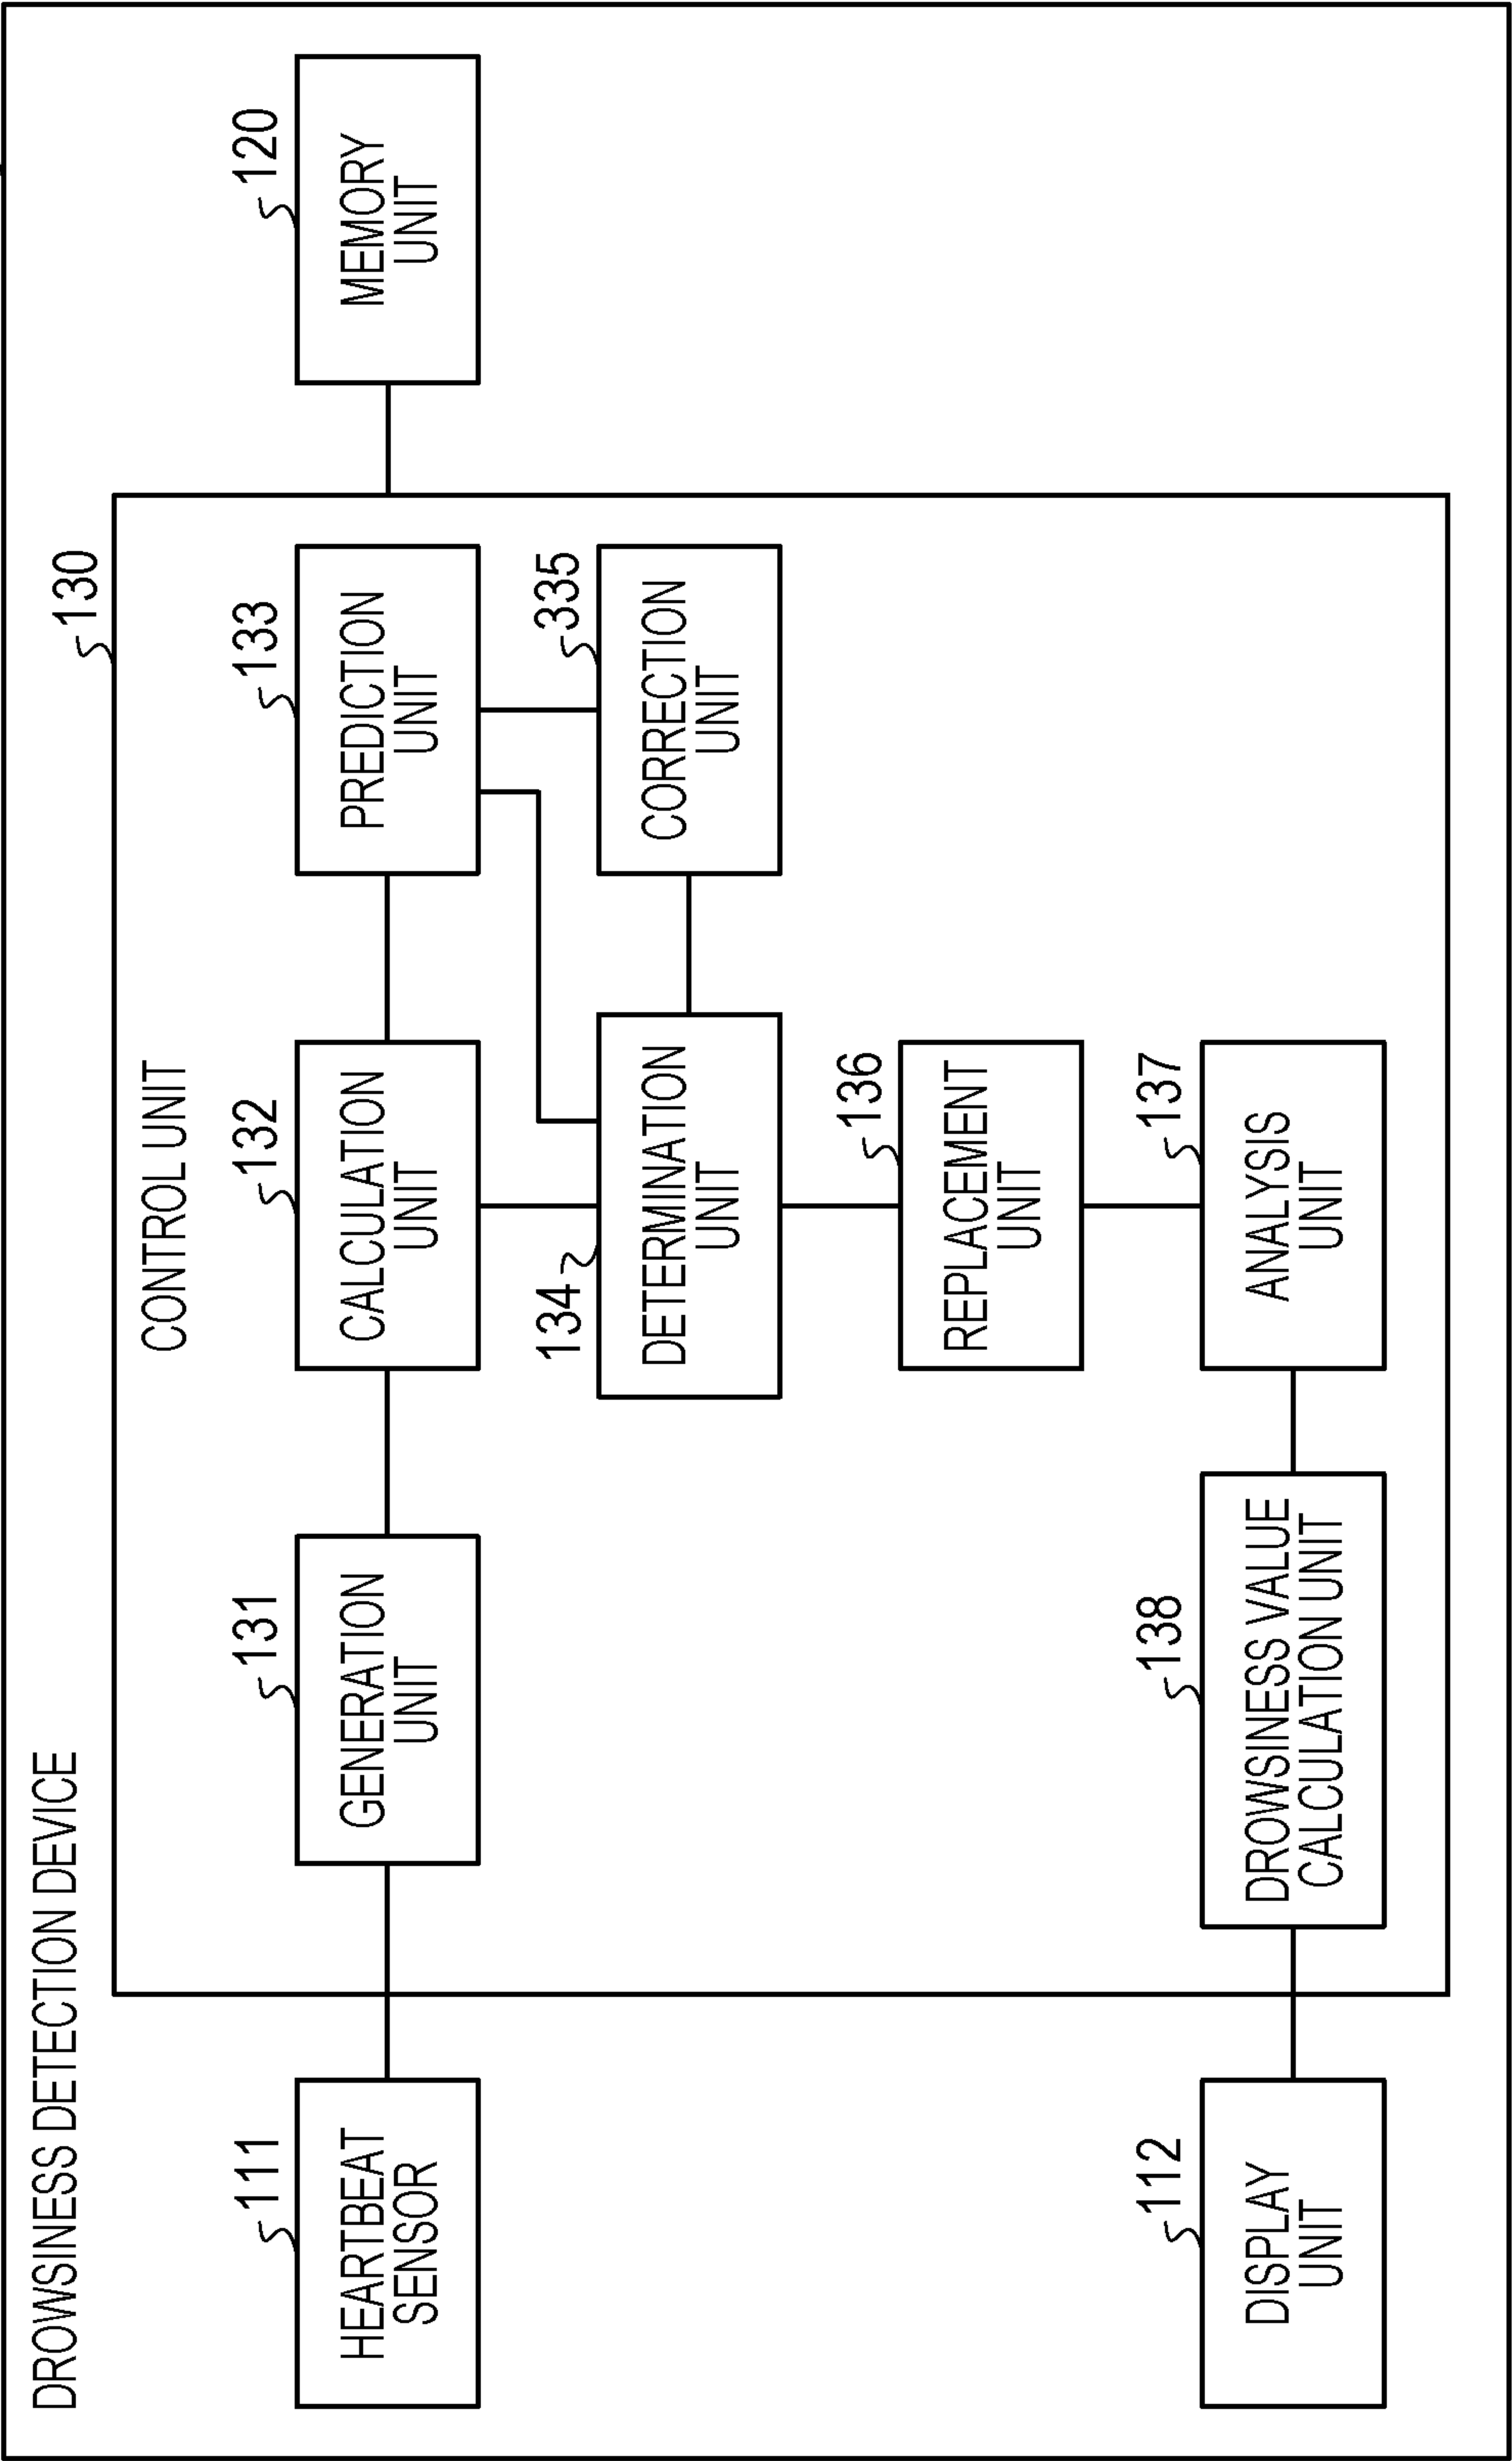 DROWSINESS DETECTION DEVICE
CONTROL UNIT
130
111
HEARTBEAT
SENSOR
131
GENERATION
UNIT
132
CALCULATION
UNIT
133
PREDICTION
UNIT
120
MEMORY
UNIT
134
DETERMINATION
UNIT
335
CORRECTION
UNIT
136
REPLACEMENT
UNIT
112
DISPLAY
UNIT
138
DROWSINESS VALUE
CALCULATION UNIT
137
ANALYSIS
UNIT